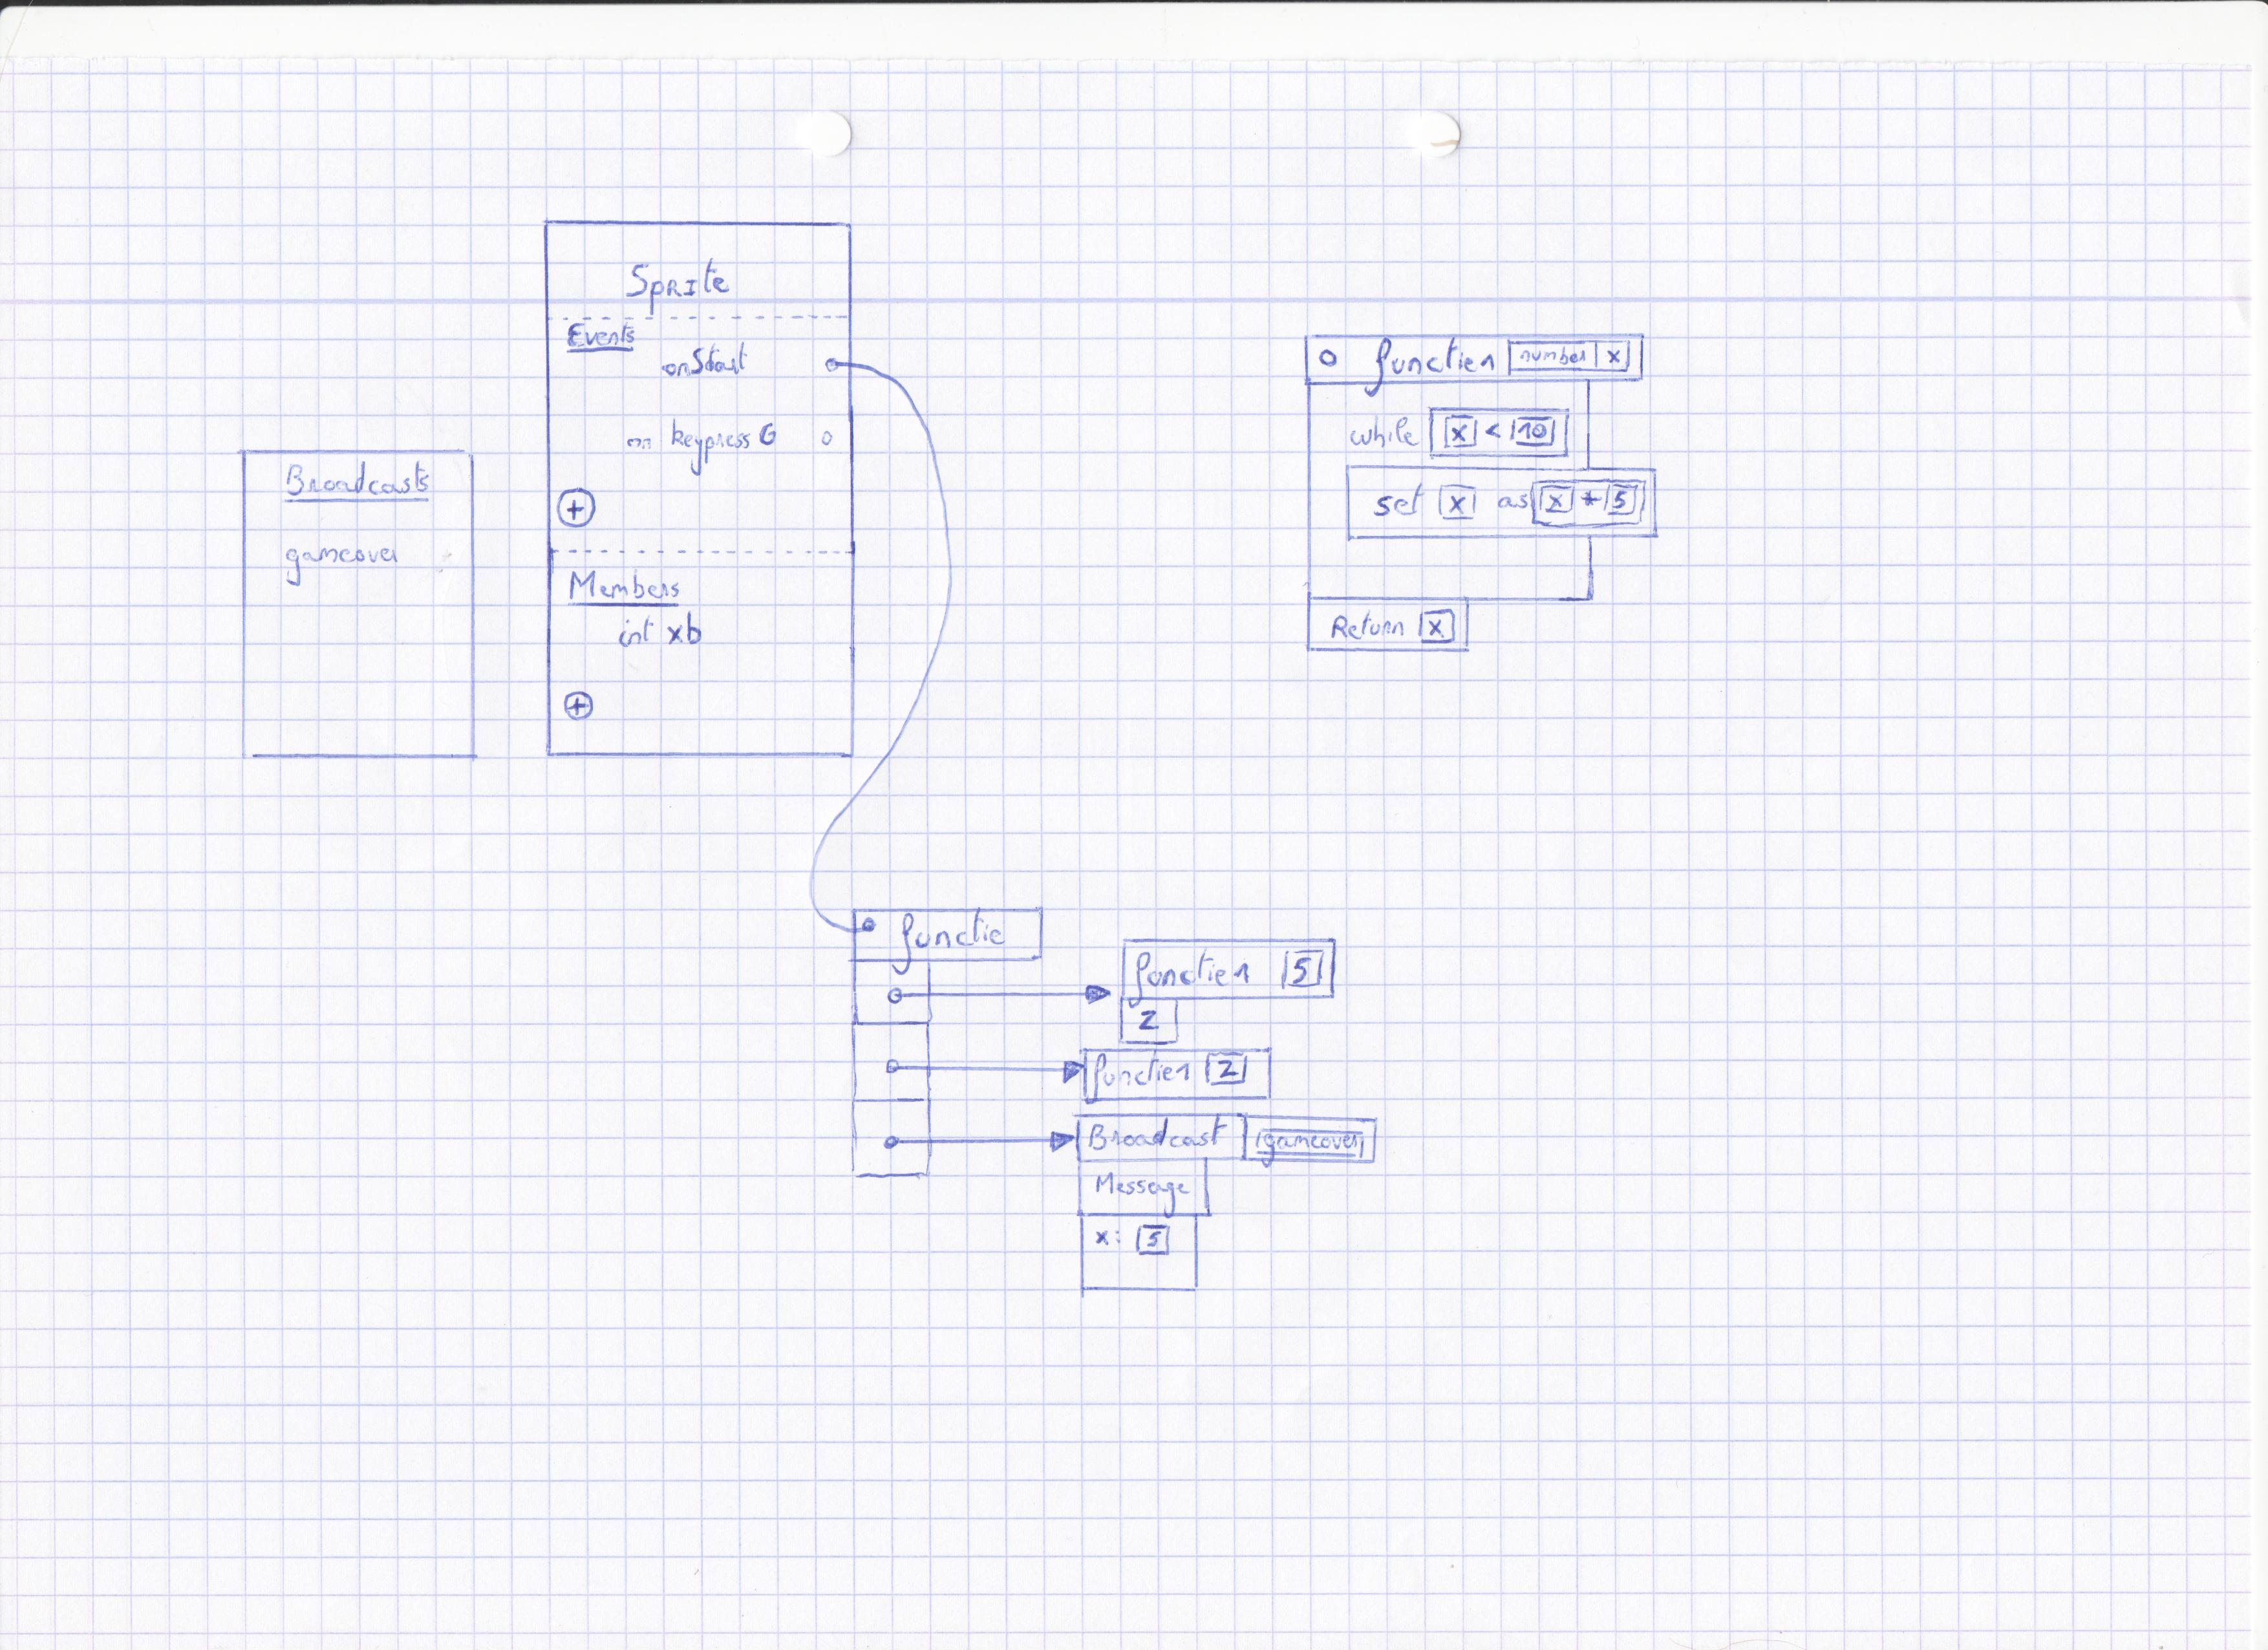 Sprite
Events
onStart
on keypress G
+
Members
int xb
+
Broadcasts
gameover
functie1 number x
while x < 10
set x as x * 5
Return x
functie
functie1 5
z
functie1 z
Broadcast gameover
Message
x: 5